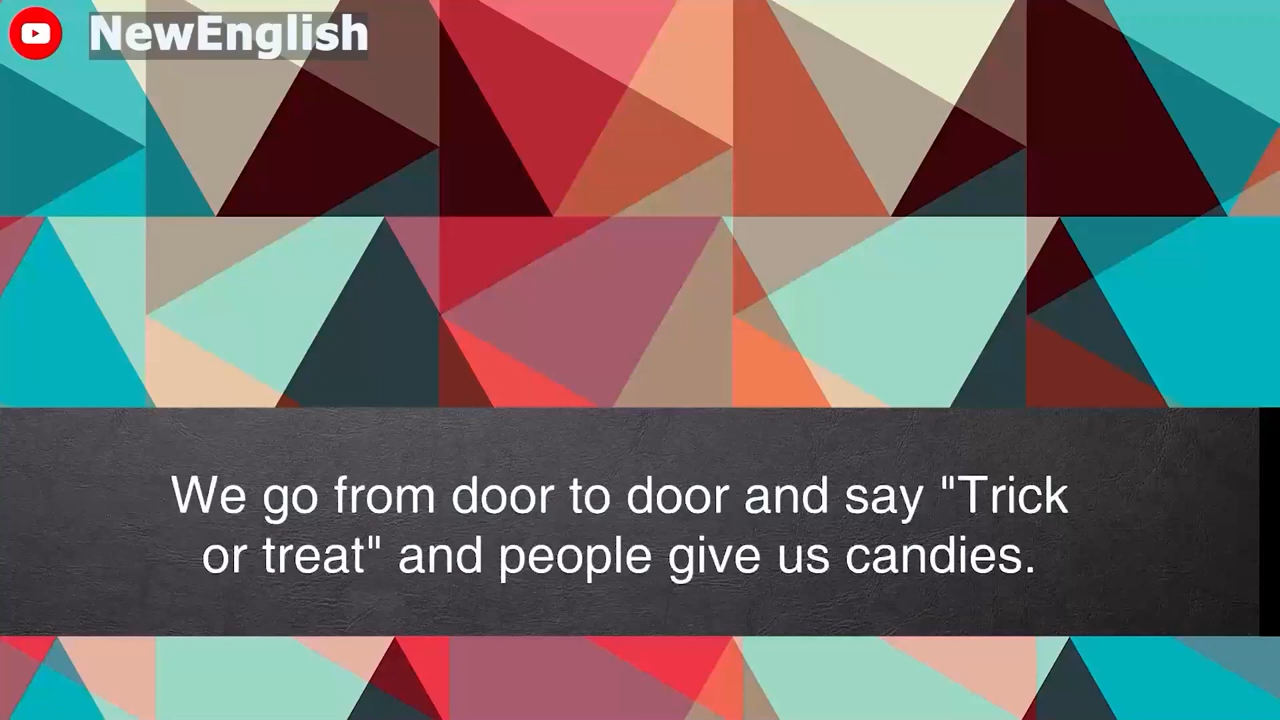 NewEnglish
We go from door to door and say "Trick
or treat" and people give us candies.